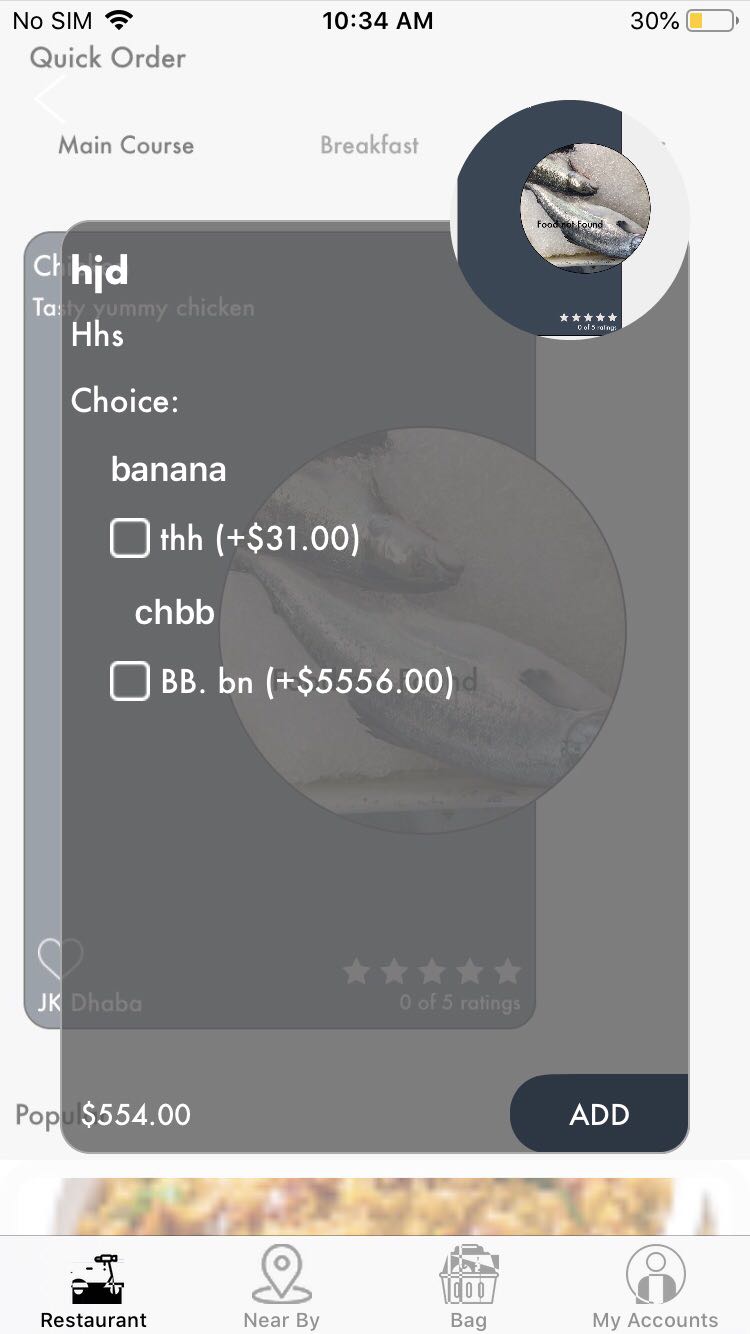 No SIM 10:34 AM 30%
Quick Order
Main Course Breakfast
Food not Found
0 of 5 ratings
hjd
Tasty yummy chicken
Hhs
Choice:
banana
thh (+$31.00)
chbb
BB. bn (+$5556.00)
JK Dhaba
0 of 5 ratings
$554.00
ADD
Restaurant Near By Bag My Accounts